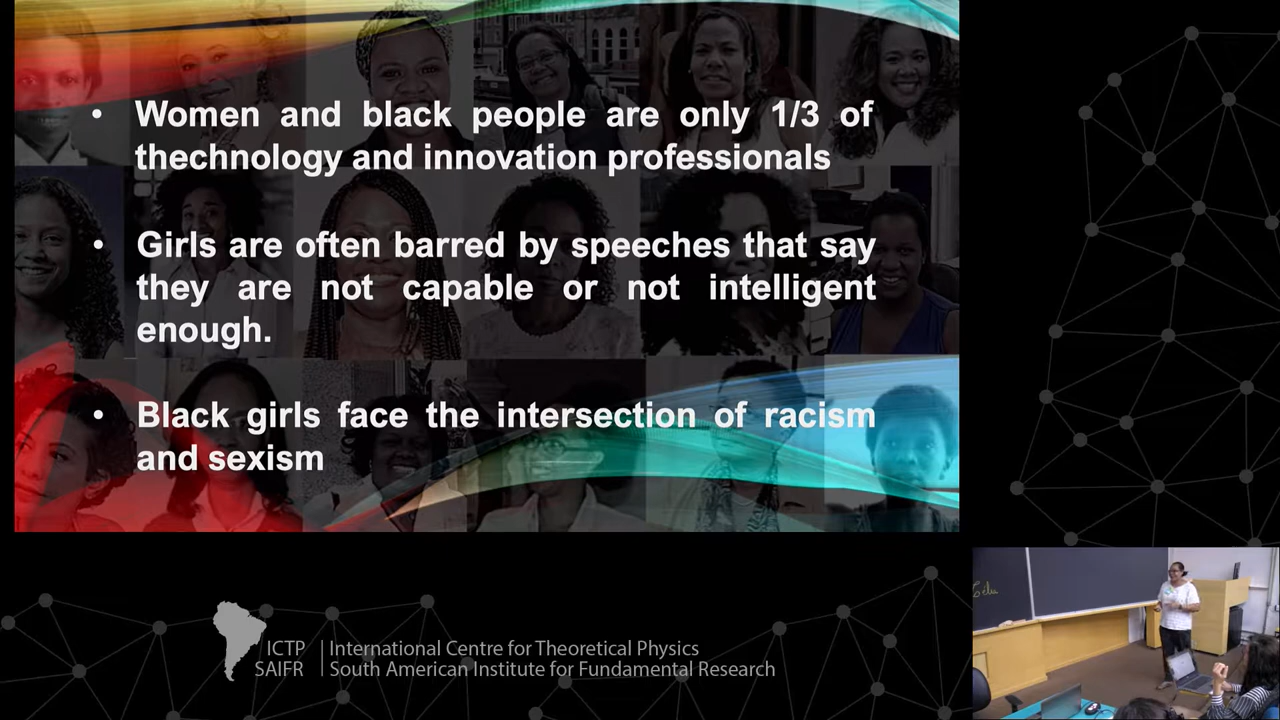 • Women and black people are only 1/3 of
thechnology and innovation professionals
• Girls are often barred by speeches that say
they are not capable or not intelligent
enough.
• Black girls face the intersection of racism
and sexism
ICTP
SAIFR
International Centre for Theoretical Physics
South American Institute for Fundamental Research